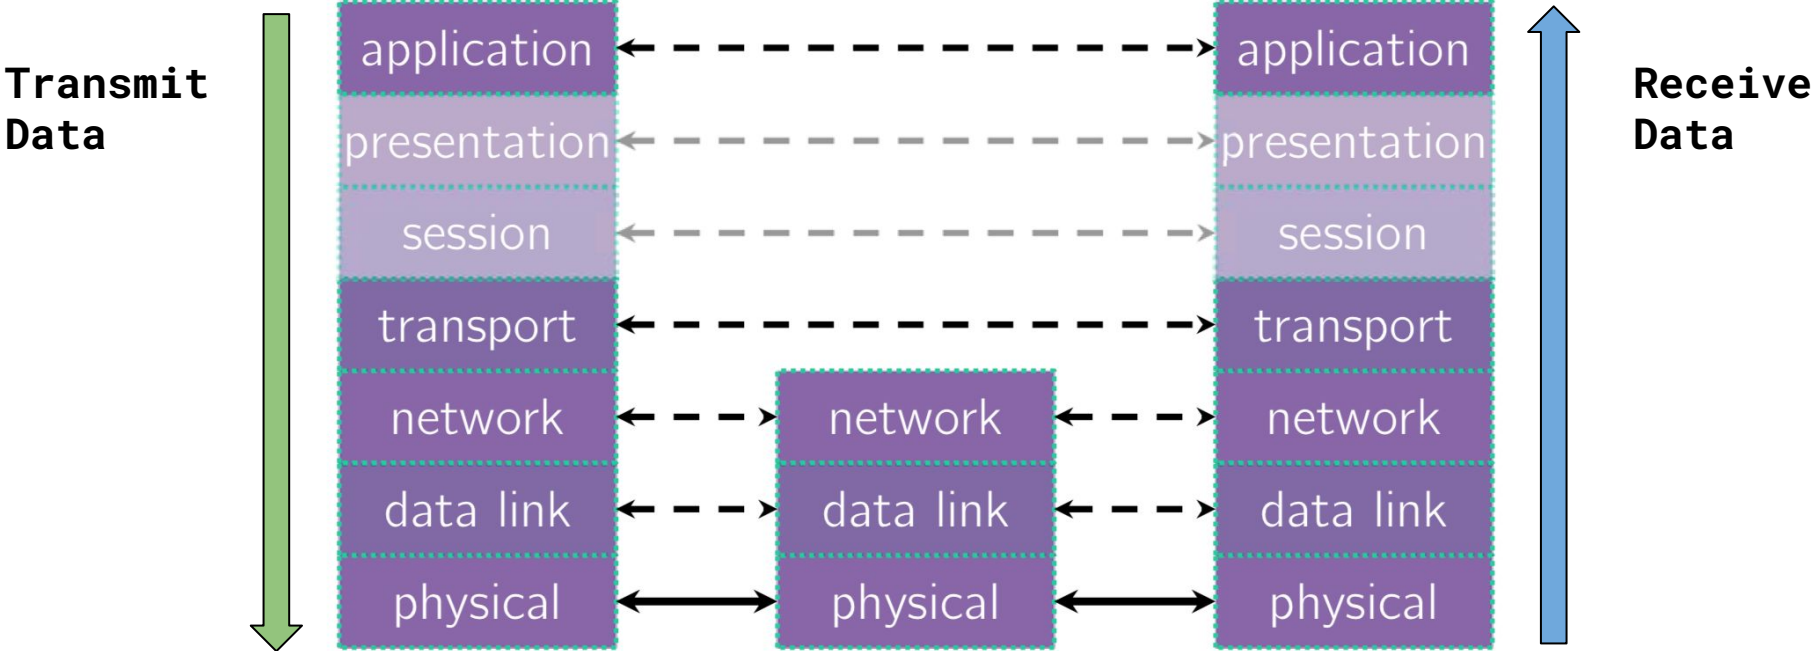 Transmit
Data
application
presentation
session
transport
network
data link
physical
network
data link
physical
application
presentation
session
transport
network
data link
physical
Receive
Data